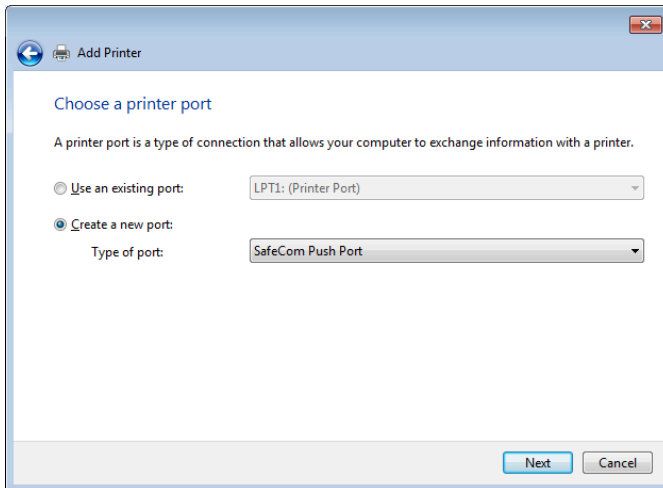 Add Printer
Choose a printer port
A printer port is a type of connection that allows your computer to exchange information with a printer.
Use an existing port: LPT1: (Printer Port)
Create a new port:
Type of port: SafeCom Push Port
Next Cancel